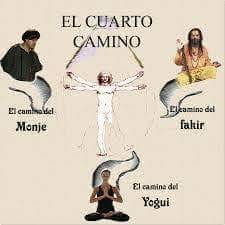 EL CUARTO
CAMINO
El camino del
Monje
El camino del
fakir
El camino del
Yogui